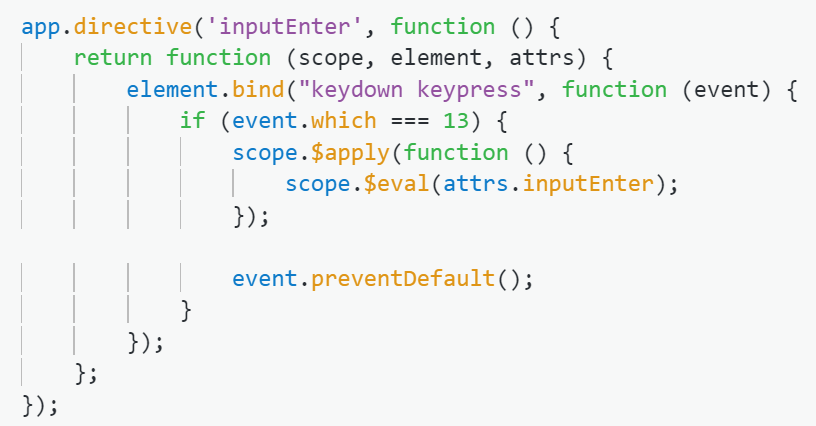 app.directive('inputEnter', function () {
    return function (scope, element, attrs) {
        element.bind("keydown keypress", function (event) {
            if (event.which === 13) {
                scope.$apply(function () {
                    scope.$eval(attrs.inputEnter);
                });

                event.preventDefault();
            }
        });
    };
});